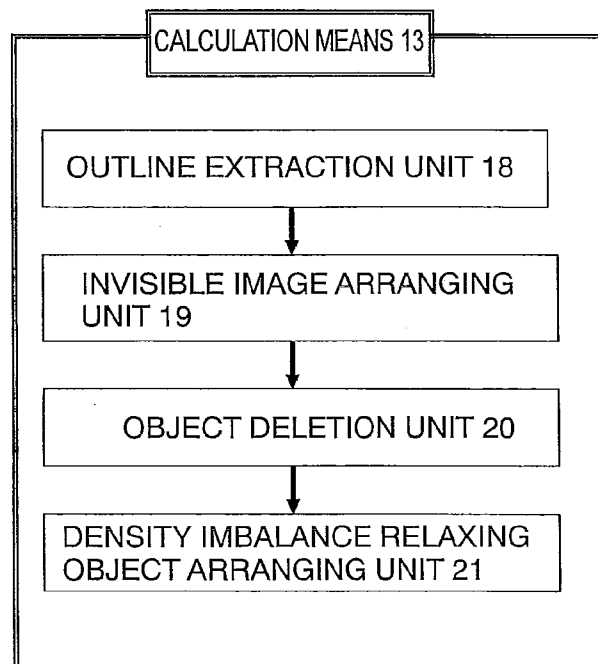 CALCULATION MEANS 13
OUTLINE EXTRACTION UNIT 18
INVISIBLE IMAGE ARRANGING
UNIT 19
OBJECT DELETION UNIT 20
DENSITY IMBALANCE RELAXING
OBJECT ARRANGING UNIT 21